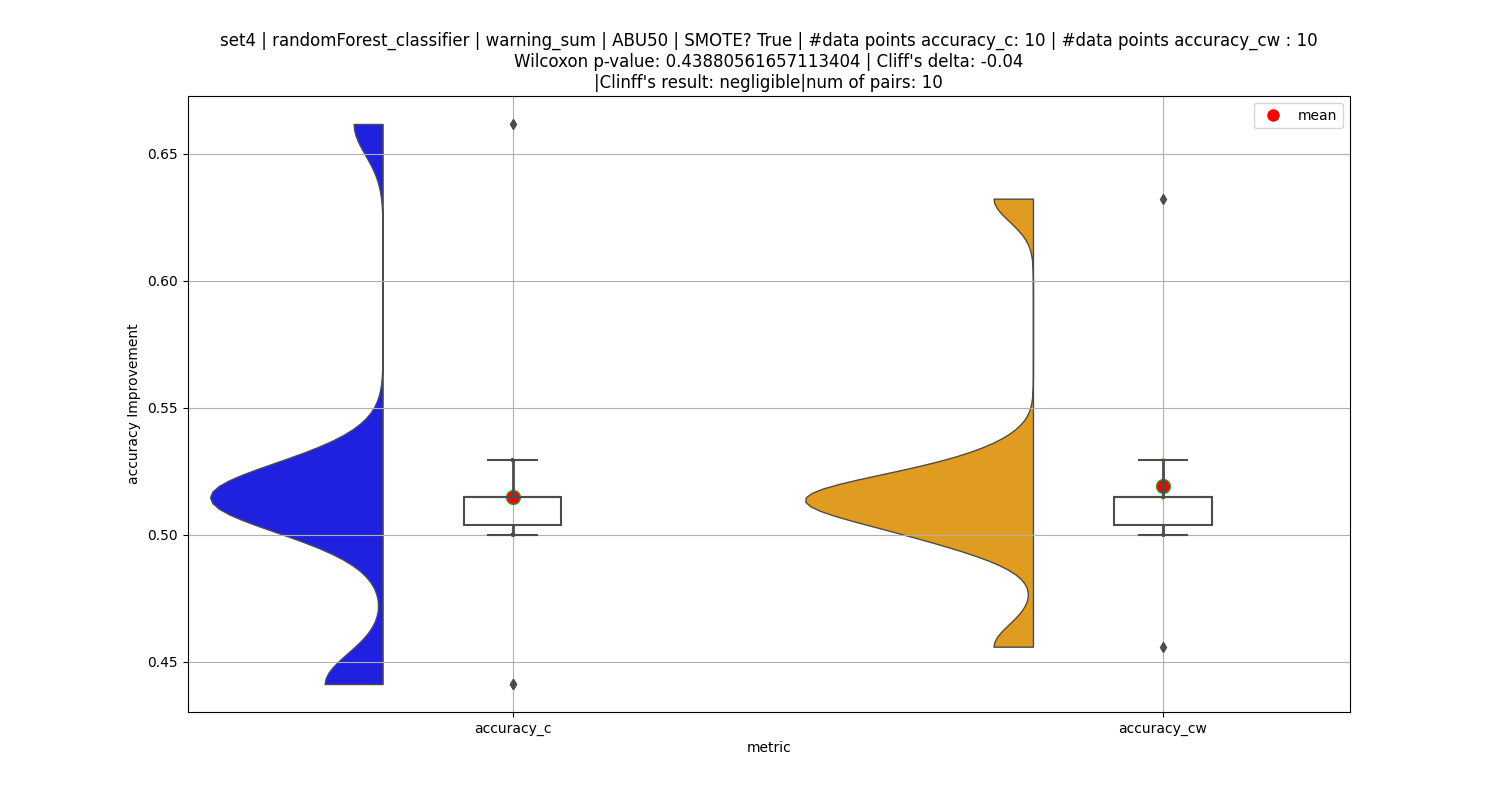 set4 | randomForest_classifier | warning_sum | ABU50 | SMOTE? True | #data points accuracy_c: 10 | #data points accuracy_cw : 10
Wilcoxon p-value: 0.43880561657113404 | Cliff's delta: -0.04
|Clinff's result: negligible|num of pairs: 10
mean
accuracy Improvement
0.65
0.60
0.55
0.50
0.45
accuracy_c
accuracy_cw
metric